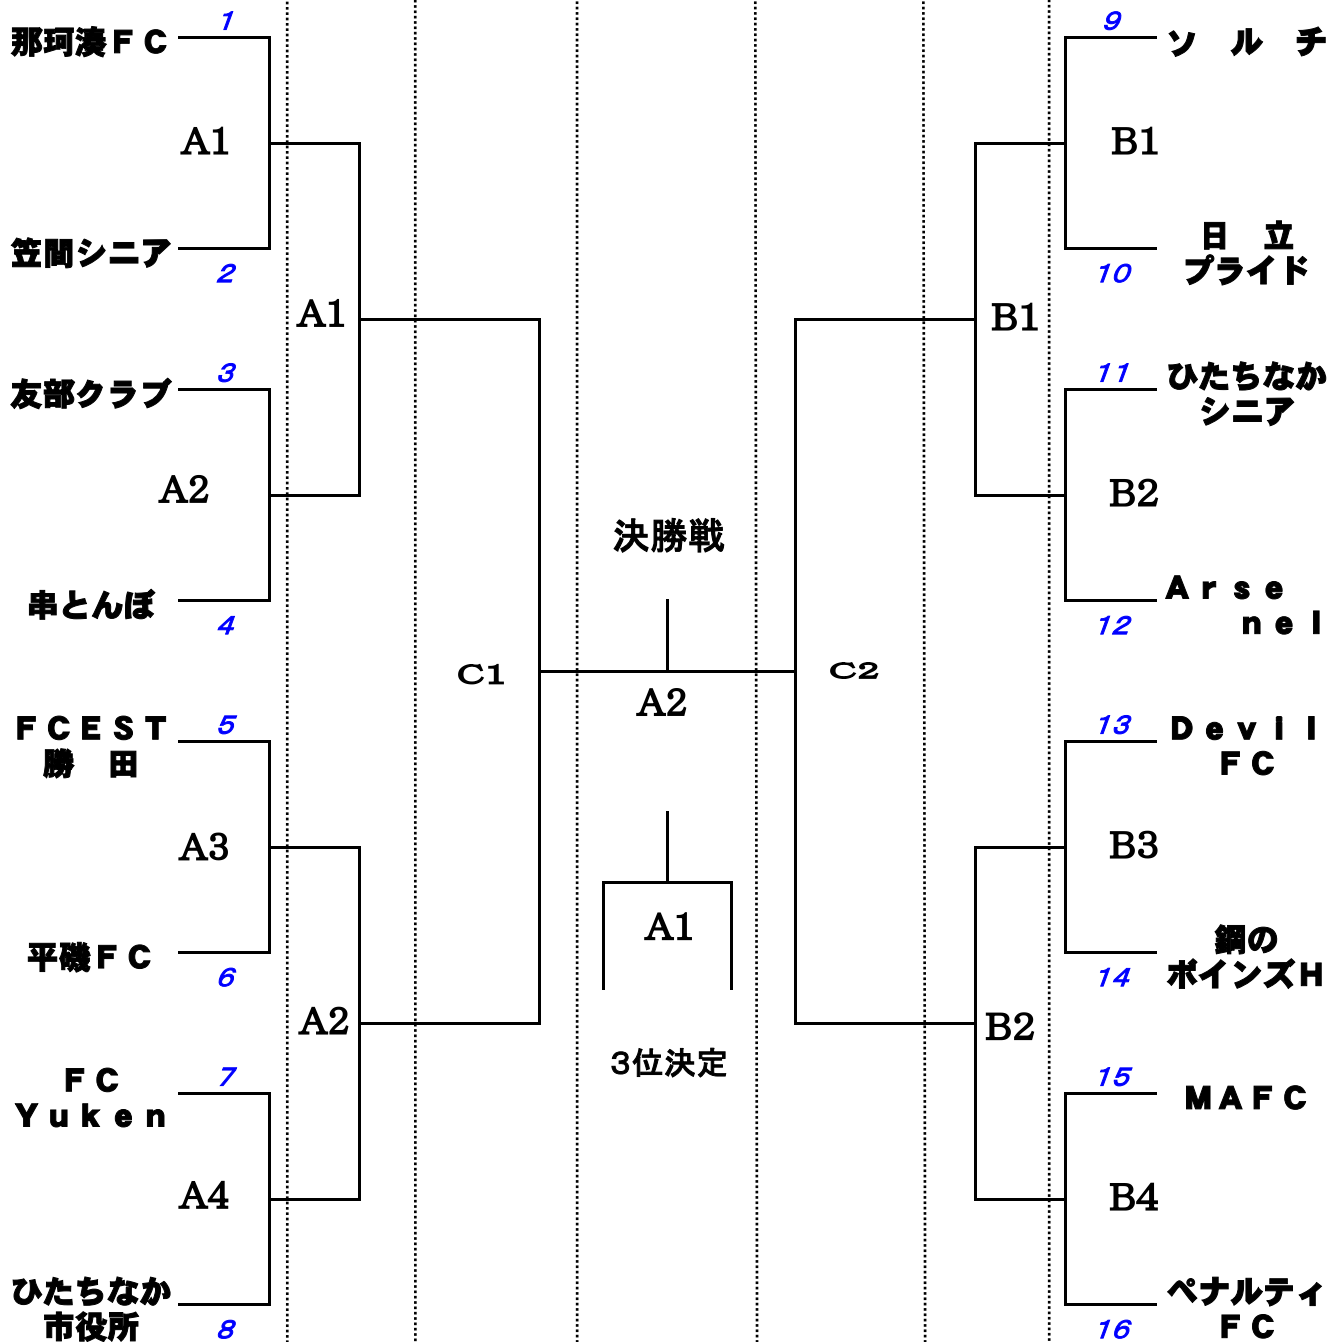 1
那珂湊ＦＣ
A1
笠間シニア
2
A1
3
友部クラブ
A2
串とんぼ
4
C1
5
ＦＣＥＳＴ
勝　田
A3
平磯ＦＣ
6
A2
7
ＦＣ
Ｙｕｋｅｎ
A4
ひたちなか
市役所
8
決勝戦
A2
A1
3位決定
9
ソ　ル　チ
B1
日　立
プライド
10
B1
11
ひたちなか
シニア
B2
Ａｒｓｅ
ｎｅｌ
12
C2
13
Ｄｅｖｉｌ
ＦＣ
B3
鋼の
ボインズＨ
14
B2
15
ＭＡＦＣ
B4
ペナルティ
ＦＣ
16